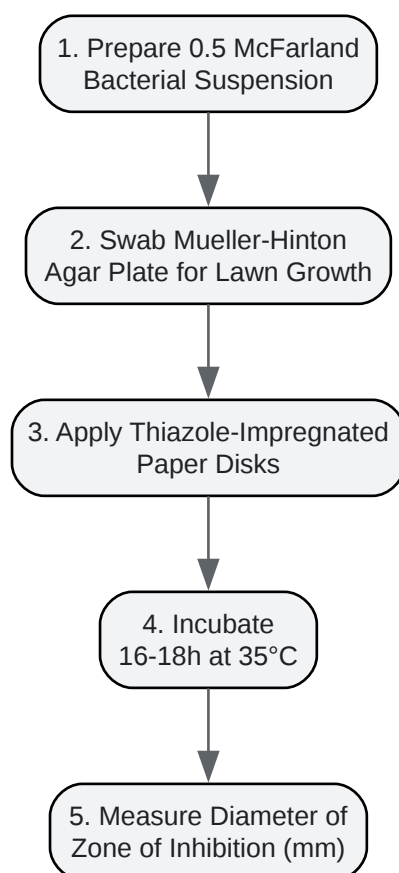 1. Prepare 0.5 McFarland
Bacterial Suspension
2. Swab Mueller-Hinton
Agar Plate for Lawn Growth
3. Apply Thiazole-Impregnated
Paper Disks
4. Incubate
16-18h at 35°C
5. Measure Diameter of
Zone of Inhibition (mm)